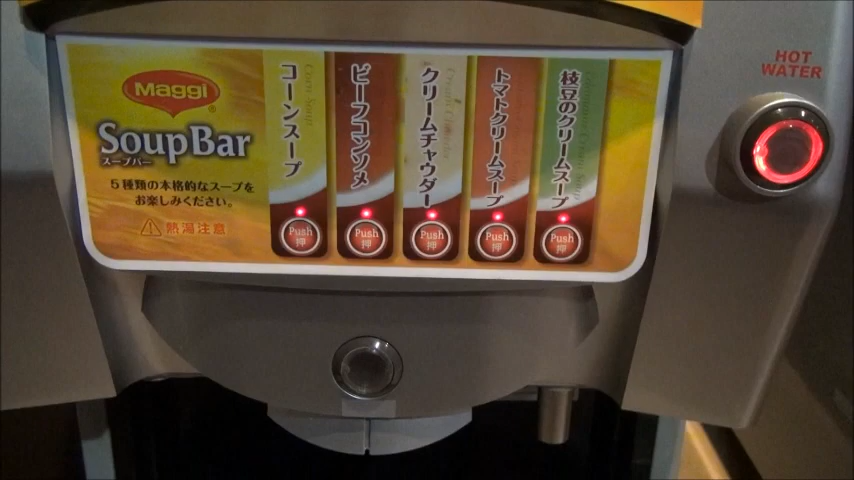 HOT
WATER
Maggi
SoupBar
スープバー
5種類の本格的なスープを
お楽しみください。
熱湯注意
コーンスープ
Corn Soup
ビーフコンソメ
クリームチャウダー
トマトクリームスープ
枝豆のクリームスープ
Push
押
Push
押
Push
押
Push
押
Push
押